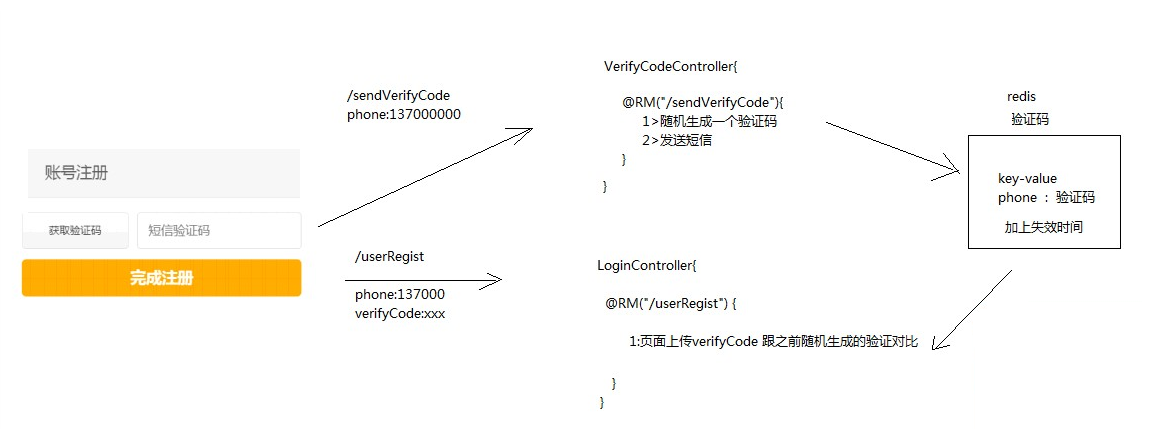 账号注册
获取验证码
短信验证码
完成注册
/sendVerifyCode
phone:137000000
/userRegist
phone:137000
verifyCode:xxx
VerifyCodeController{
@RM("/sendVerifyCode"){
1>随机生成一个验证码
2>发送短信
}
}
LoginController{
@RM("/userRegist") {
1:页面上传verifyCode 跟之前随机生成的验证对比
}
}
redis
验证码
key-value
phone : 验证码
加上失效时间